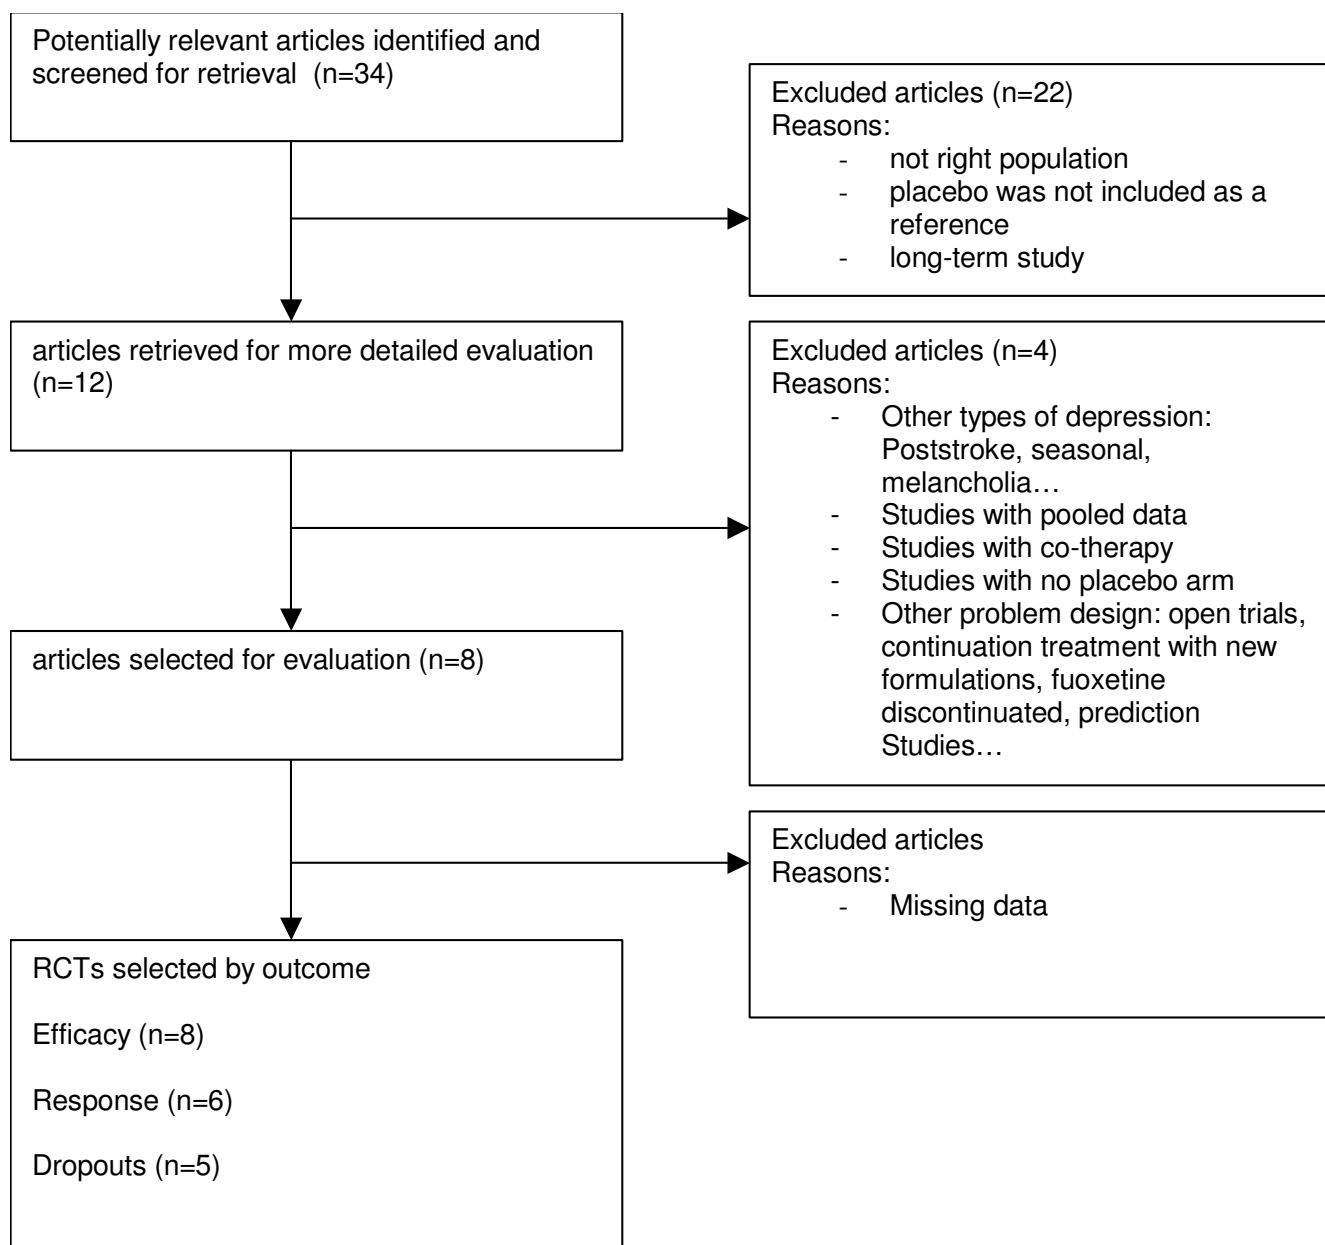 Potentially relevant articles identified and
screened for retrieval  (n=34)
Excluded articles (n=22)
Reasons:
- not right population
- placebo was not included as a
reference
- long-term study
articles retrieved for more detailed evaluation
(n=12)
Excluded articles (n=4)
Reasons:
- Other types of depression:
Poststroke, seasonal,
melancholia…
- Studies with pooled data
- Studies with co-therapy
- Studies with no placebo arm
- Other problem design: open trials,
continuation treatment with new
formulations, fuoxetine
discontinuated, prediction
Studies…
articles selected for evaluation (n=8)
Excluded articles
Reasons:
- Missing data
RCTs selected by outcome
Efficacy (n=8)
Response (n=6)
Dropouts (n=5)